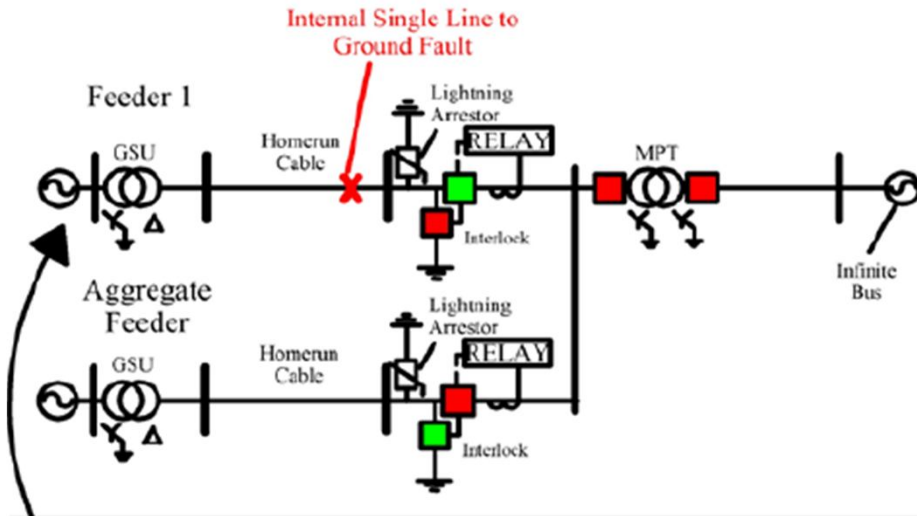 Internal Single Line to
Ground Fault
Feeder 1
GSU
Homerun
Cable
Lightning
Arrestor
RELAY
Interlock
MPT
Infinite
Bus
Aggregate
Feeder
GSU
Homerun
Cable
Lightning
Arrestor
RELAY
Interlock